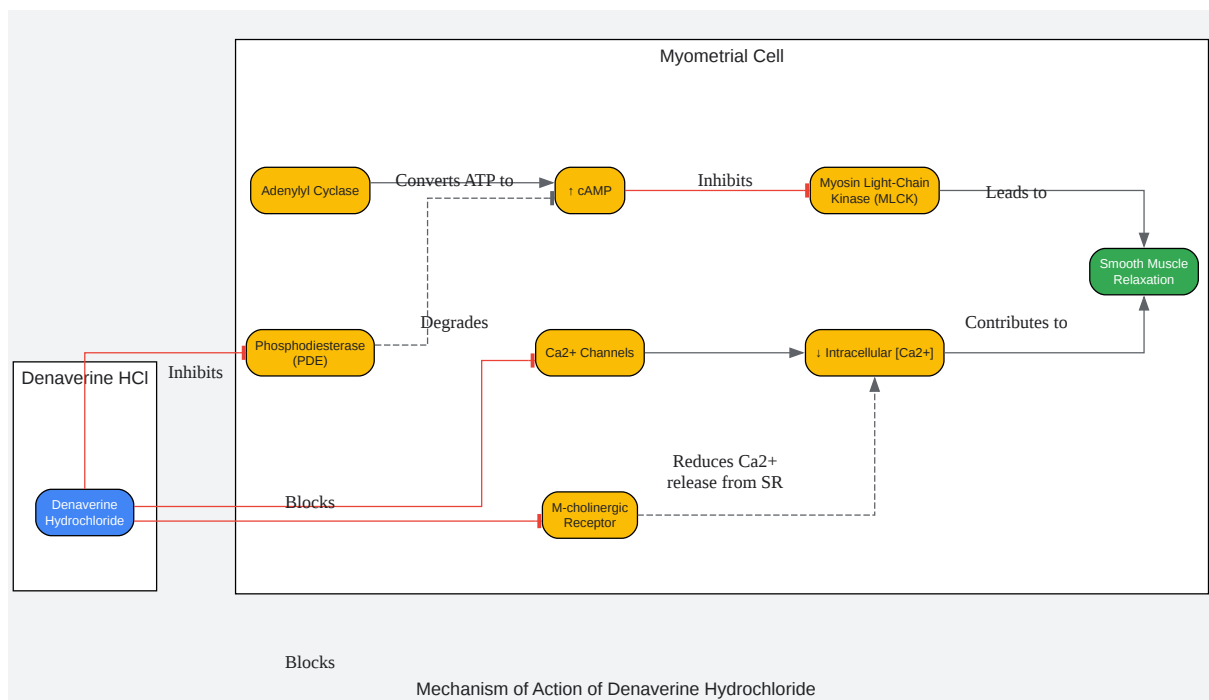 Myometrial Cell
Adenylyl Cyclase
Converts ATP to
↑ cAMP
Inhibits
Myosin Light-Chain
Kinase (MLCK)
Leads to
Smooth Muscle
Relaxation
Phosphodiesterase
(PDE)
Degrades
Ca2+ Channels
↓ Intracellular [Ca2+]
Contributes to
Denaverine HCl
Inhibits
Denaverine
Hydrochloride
Blocks
M-cholinergic
Receptor
Reduces Ca2+
release from SR
Blocks
Mechanism of Action of Denaverine Hydrochloride